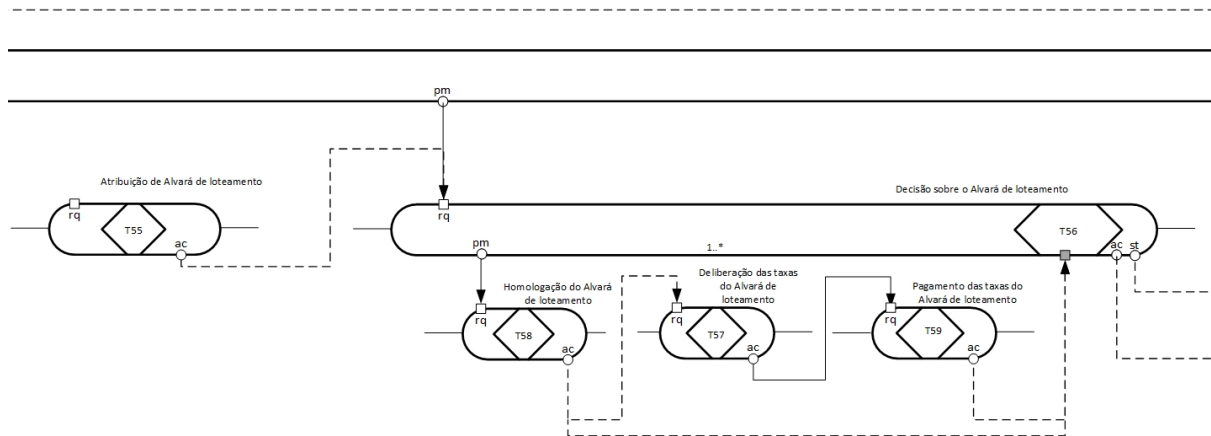 pm
Atribuição de Alvará de loteamento
Decisão sobre o Alvará de loteamento
rq
T55
ac
rq
T56
ac
st
pm
1..*
Homologação do Alvará
de loteamento
Deliberação das taxas
do Alvará de
loteamento
Pagamento das taxas do
Alvará de loteamento
rq
T58
ac
rq
T57
ac
rq
T59
ac